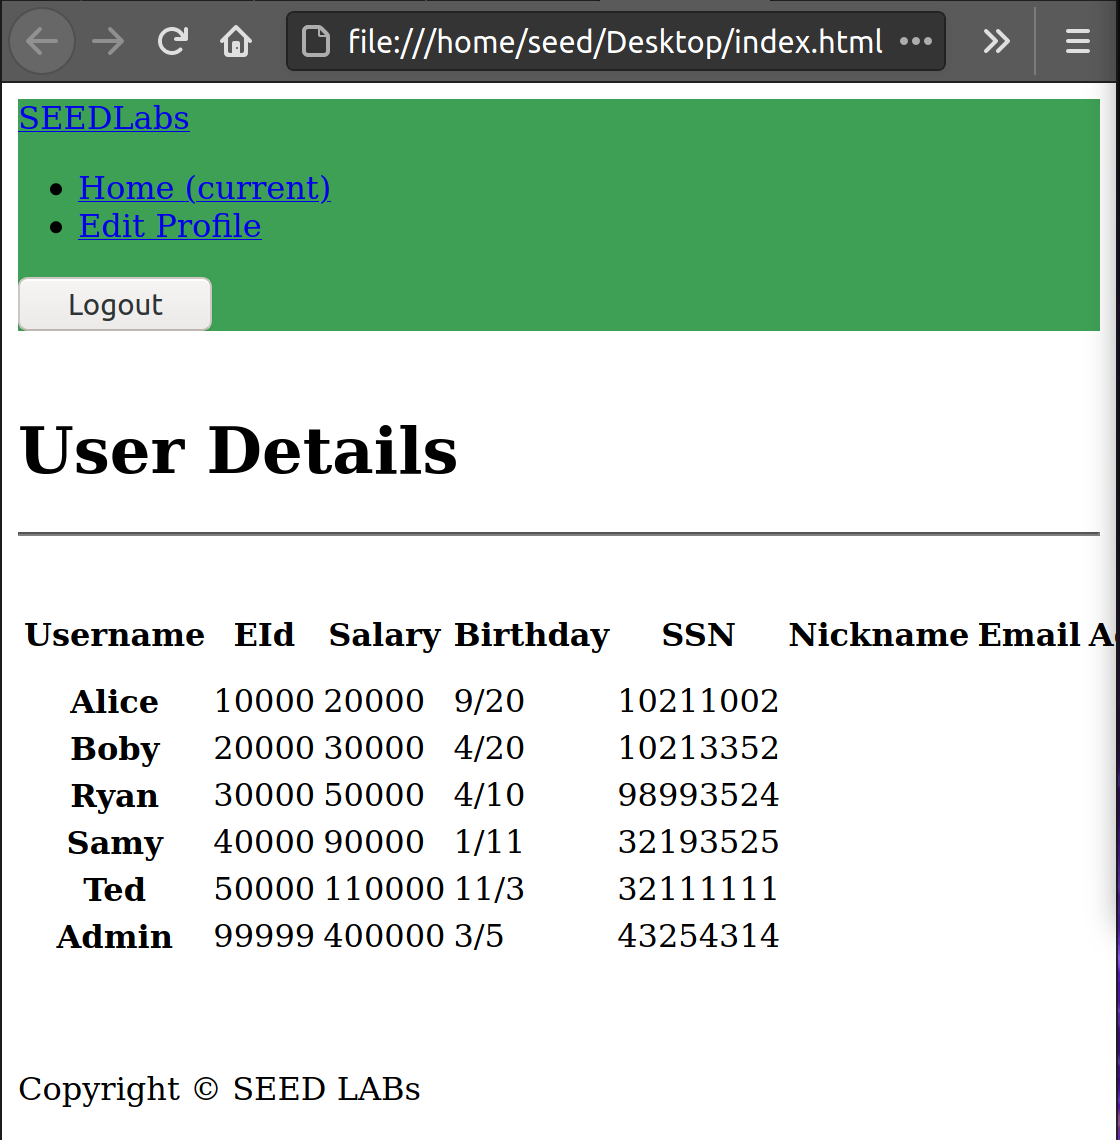 file:///home/seed/Desktop/index.html
SEEDLabs
Home (current)
Edit Profile
Logout
User Details
Username EId Salary Birthday SSN Nickname Email
Alice 10000 20000 9/20 10211002
Boby 20000 30000 4/20 10213352
Ryan 30000 50000 4/10 98993524
Samy 40000 90000 1/11 32193525
Ted 50000 110000 11/3 32111111
Admin 99999 400000 3/5 43254314
Copyright © SEED LABs